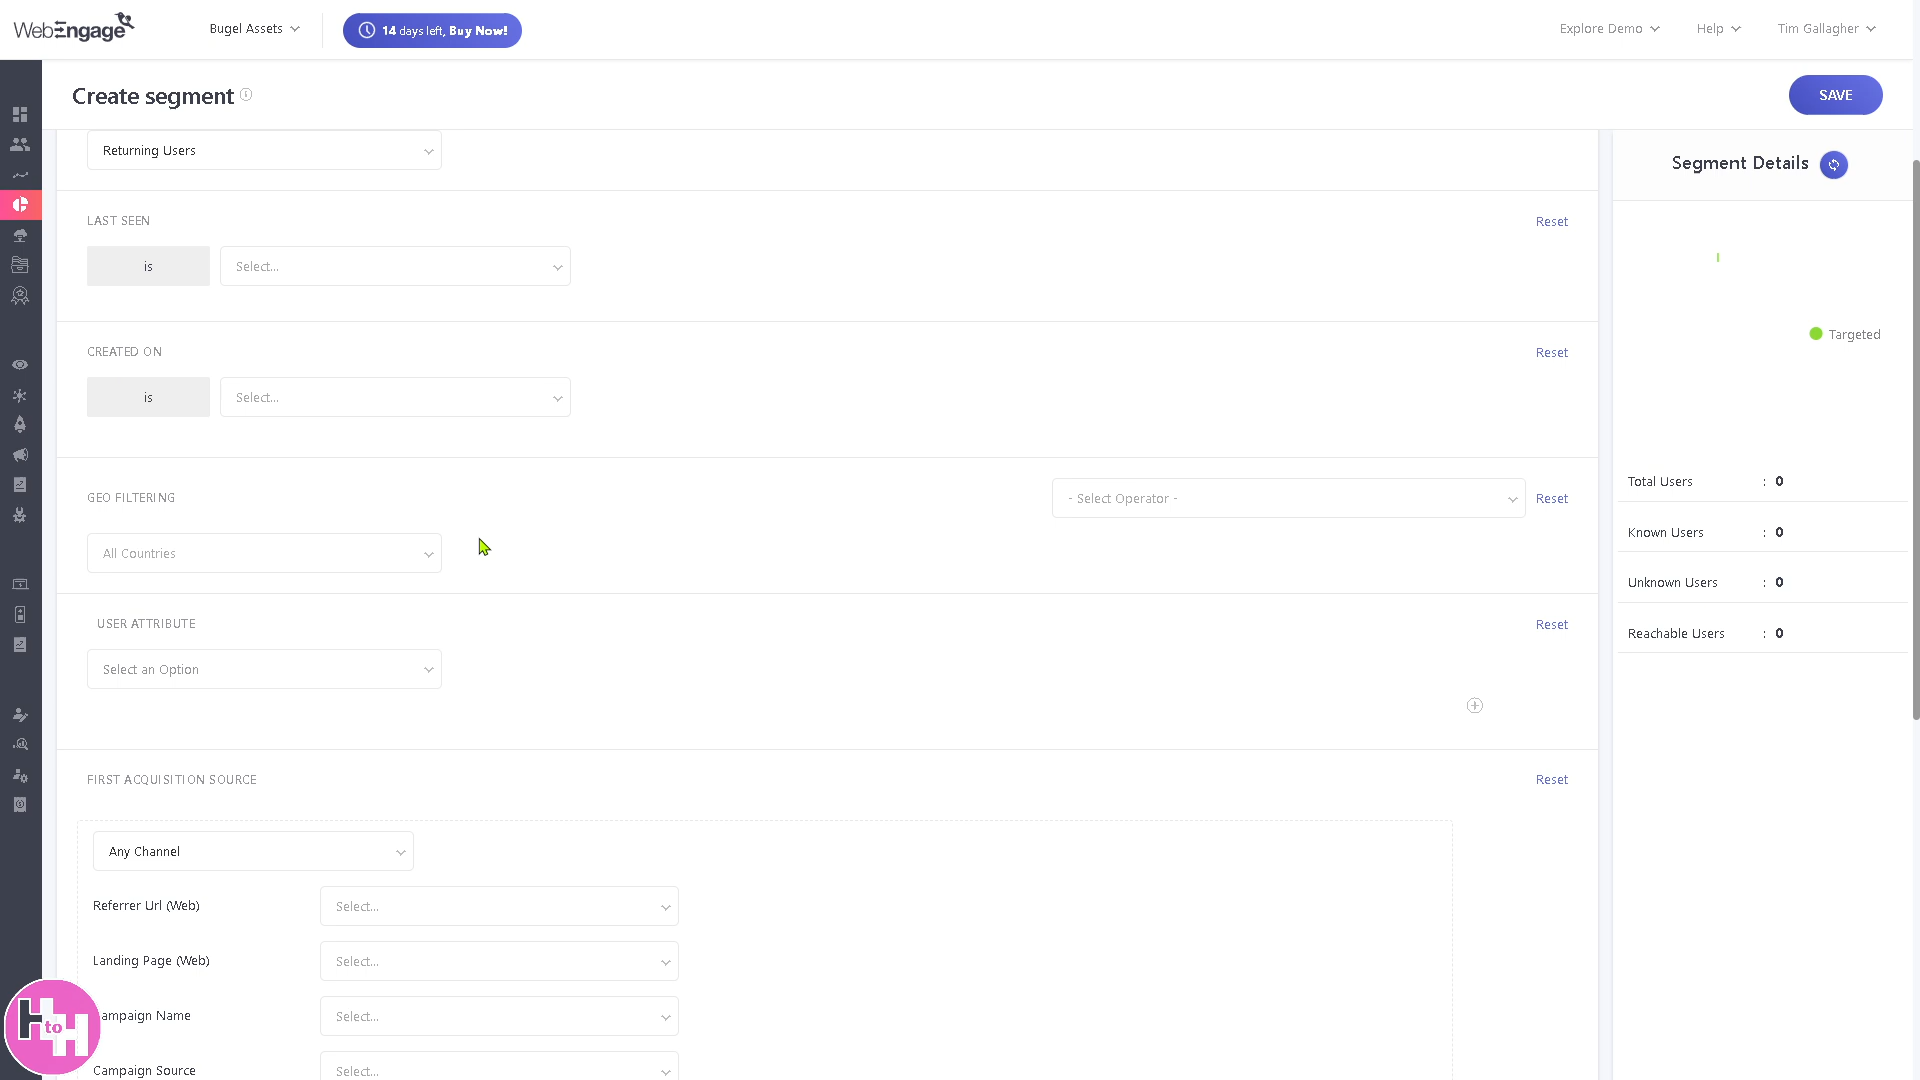 WebEngage
Bugel Assets
14 days left, Buy Now!
Explore Demo
Help
Tim Gallagher
Create segment
SAVE
Returning Users
Segment Details
LAST SEEN
Reset
is
Select...
Targeted
CREATED ON
Reset
is
Select...
GEO FILTERING
- Select Operator -
Reset
All Countries
Total Users : 0
Known Users : 0
Unknown Users : 0
Reachable Users : 0
USER ATTRIBUTE
Reset
Select an Option
FIRST ACQUISITION SOURCE
Reset
Any Channel
Referrer Url (Web)
Select...
Landing Page (Web)
Select...
ampaign Name
Select...
Campaign Source
Select...
H to H